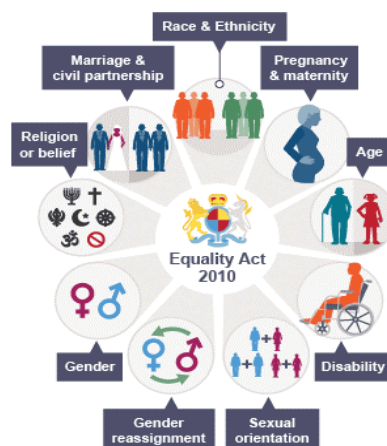 Race & Ethnicity
Marriage &
civil partnership
Pregnancy
& maternity
Religion
or belief
Age
Equality Act
2010
Gender
Disability
Gender
reassignment
Sexual
orientation